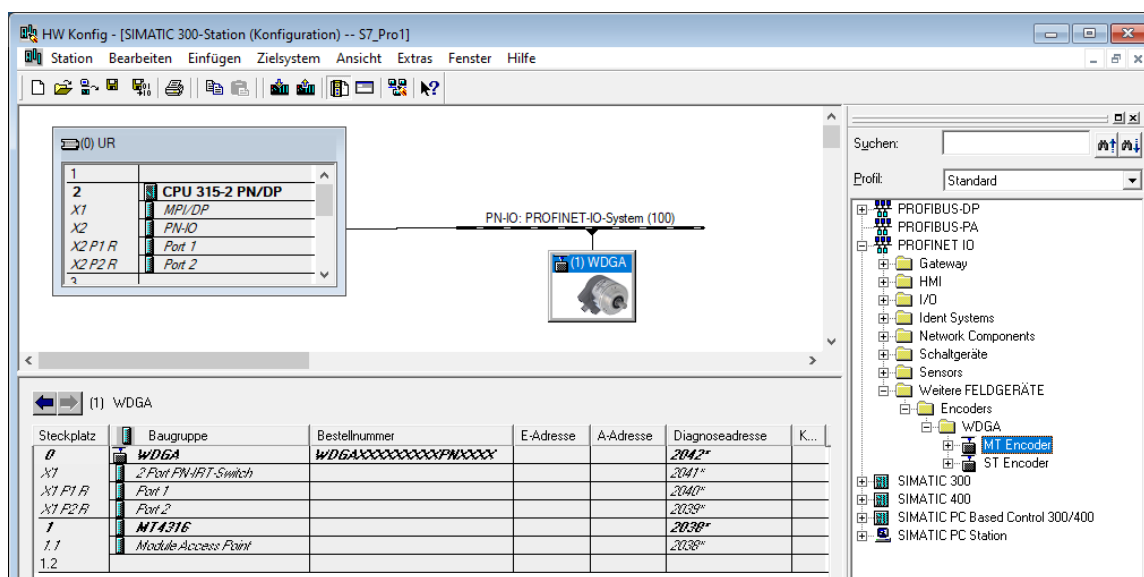 HW Konfig - [SIMATIC 300-Station (Konfiguration) -- S7_Pro1]
Station Bearbeiten Einfügen Zielsystem Ansicht Extras Fenster Hilfe
(0) UR
1
2 CPU 315-2 PN/DP
X1 MPI/DP
X2 PN-IO
X2 P1 R Port 1
X2 P2 R Port 2
3
PN-IO: PROFINET-IO-System (100)
(1) WDGA
Suchen:
Profil: Standard
PROFIBUS-DP
PROFIBUS-PA
PROFINET IO
Gateway
HMI
I/O
Ident Systems
Network Components
Schaltgeräte
Sensors
Weitere FELDGERÄTE
Encoders
WDGA
MT Encoder
ST Encoder
SIMATIC 300
SIMATIC 400
SIMATIC PC Based Control 300/400
SIMATIC PC Station
(1) WDGA
Steckplatz Baugruppe Bestellnummer E-Adresse A-Adresse Diagnoseadresse K...
0 WDGA WDGAXXXXXXXXXPNXXXX 2042*
X1 2 Port PN-IRT-Switch 2041*
X1 P1 R Port 1 2040*
X1 P2 R Port 2 2039*
1 MT4316 2038*
1.1 Module Access Point 2038*
1.2